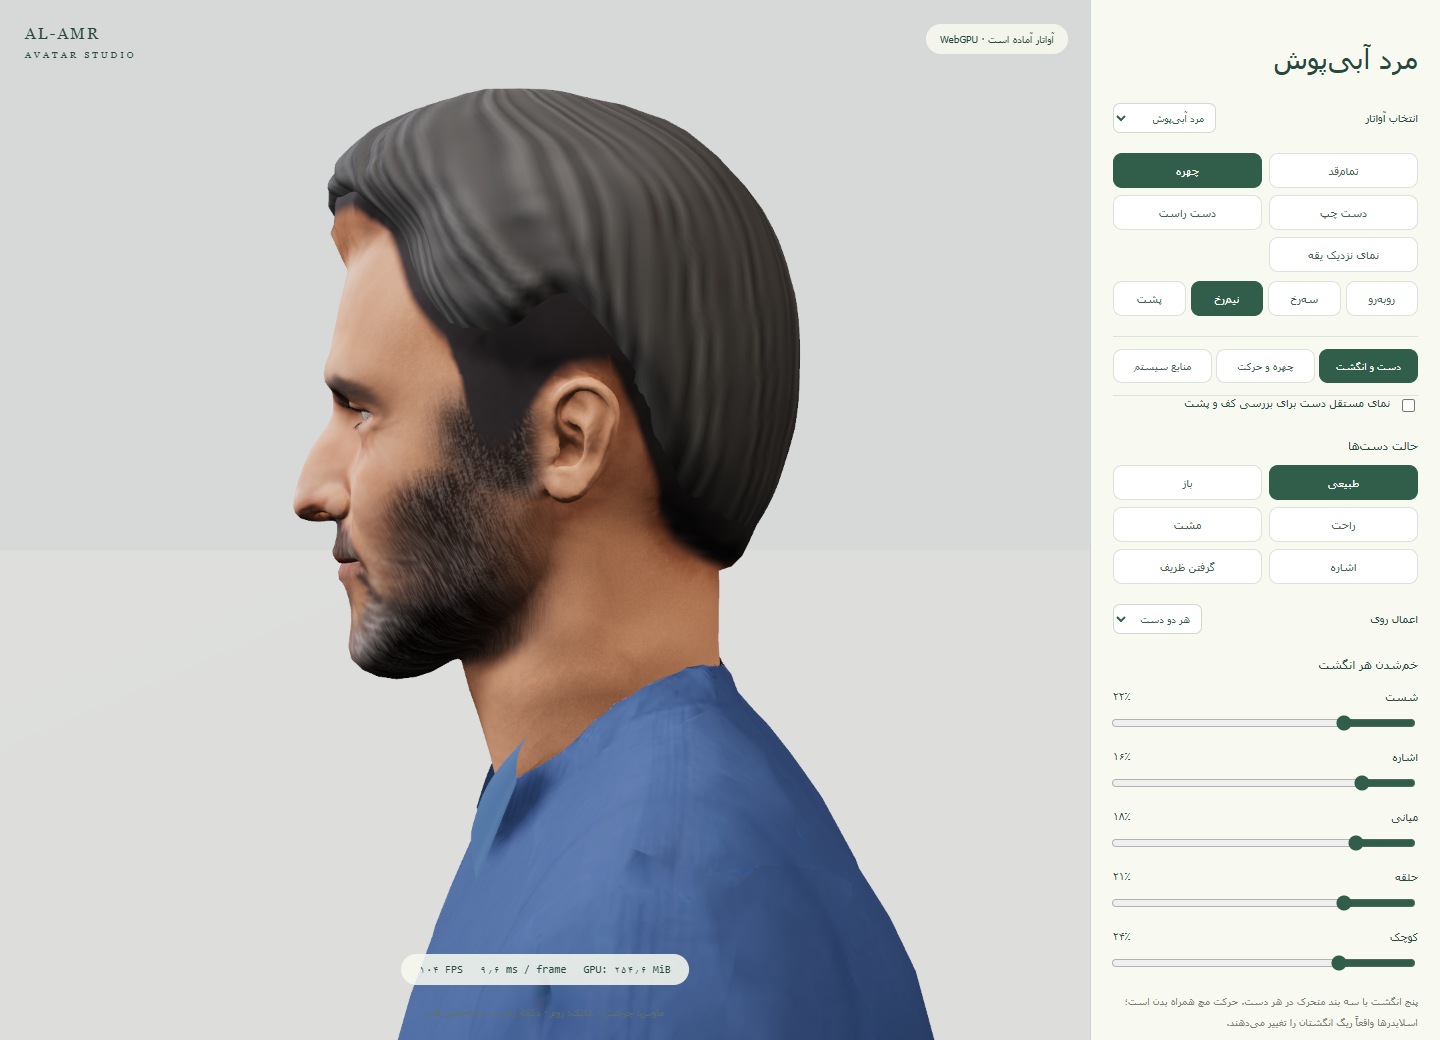 AL-AMR
AVATAR STUDIO
آواتار آماده است · WebGPU
مرد آبی‌پوش
انتخاب آواتار
مرد آبی‌پوش
تمام‌قد
چهره
دست چپ
دست راست
نمای نزدیک یقه
روبه‌رو
سه‌رخ
نیم‌رخ
پشت
دست و انگشت
چهره و حرکت
منابع سیستم
نمای مستقل دست برای بررسی کف و پشت
حالت دست‌ها
طبیعی
باز
راحت
مشت
اشاره
گرفتن ظریف
اعمال روی
هر دو دست
خم‌شدن هر انگشت
شست
۲۲٪
اشاره
۱۶٪
میانی
۱۸٪
حلقه
۲۱٪
کوچک
۲۴٪
پنج انگشت با سه بند متحرک در هر دست. حرکت مچ همراه بدن است؛
اسلایدرها واقعاً ریگ انگشتان را تغییر می‌دهند.
۱۰۴ FPS ۹٫۶ ms / frame GPU: ۲۵۴٫۶ MiB